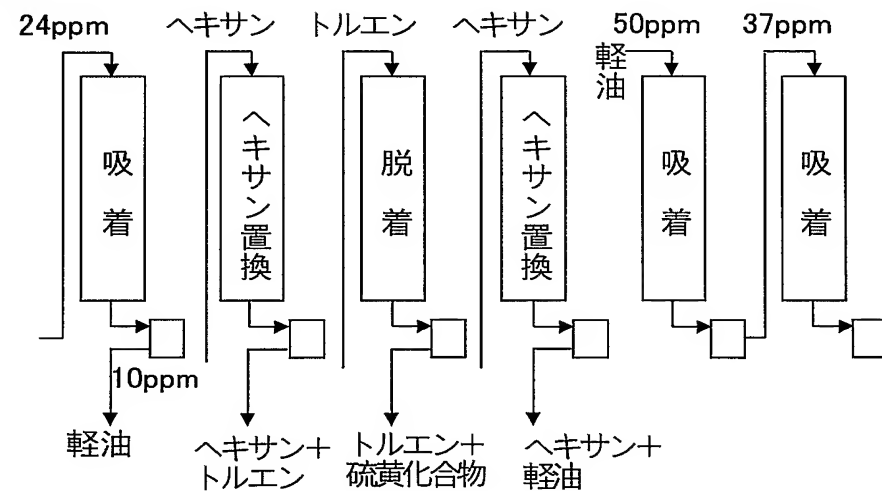 24ppm
ヘキサン
トルエン
ヘキサン
50ppm
軽油
37ppm
吸着
ヘキサン置換
脱着
ヘキサン置換
吸着
吸着
10ppm
軽油
ヘキサン+
トルエン
トルエン+
硫黄化合物
ヘキサン+
軽油